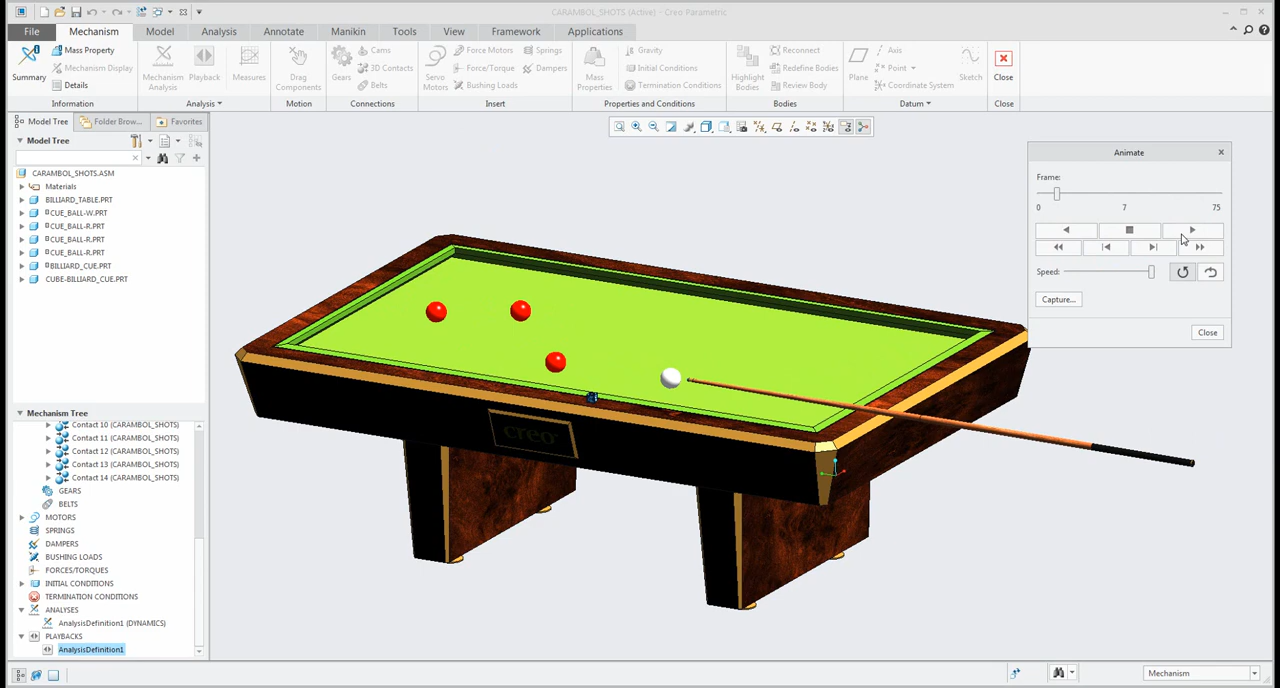 CARAMBOL_SHOTS (Active) - Creo Parametric
File Mechanism Model Analysis Annotate Manikin Tools View Framework Applications
Summary
Mass Property
Mechanism Display
Details
Information
Mechanism
Analysis
Playback
Measures
Analysis
Drag
Components
Motion
Gears
Cams
3D Contacts
Belts
Connections
Servo
Motors
Force Motors
Force/Torque
Bushing Loads
Springs
Dampers
Insert
Mass
Properties
Gravity
Initial Conditions
Termination Conditions
Properties and Conditions
Highlight
Bodies
Reconnect
Redefine Bodies
Review Body
Bodies
Plane
Axis
Point
Coordinate System
Sketch
Datum
Close
Close
Model Tree Folder Brow... Favorites
Model Tree
CARAMBOL_SHOTS.ASM
Materials
BILLIARD_TABLE.PRT
CUE_BALL-W.PRT
CUE_BALL-R.PRT
CUE_BALL-R.PRT
CUE_BALL-R.PRT
BILLIARD_CUE.PRT
CUBE-BILLIARD_CUE.PRT
Mechanism Tree
Contact 10 (CARAMBOL_SHOTS)
Contact 11 (CARAMBOL_SHOTS)
Contact 12 (CARAMBOL_SHOTS)
Contact 13 (CARAMBOL_SHOTS)
Contact 14 (CARAMBOL_SHOTS)
GEARS
BELTS
MOTORS
SPRINGS
DAMPERS
BUSHING LOADS
FORCES/TORQUES
INITIAL CONDITIONS
TERMINATION CONDITIONS
ANALYSES
AnalysisDefinition1 (DYNAMICS)
PLAYBACKS
AnalysisDefinition1
creo
Animate
Frame:
0 7 75
Speed:
Capture...
Close
Mechanism